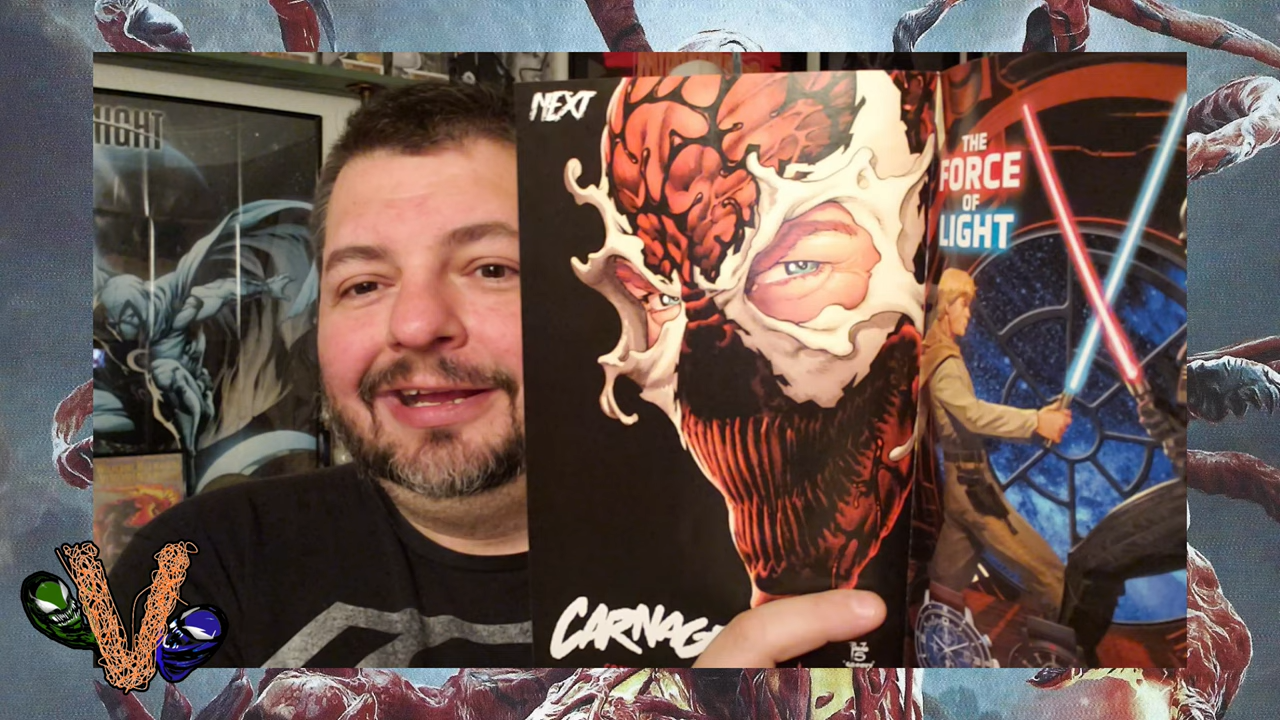 NIGHT
NEXT
THE
FORCE
OF
LIGHT
CARNAG
V